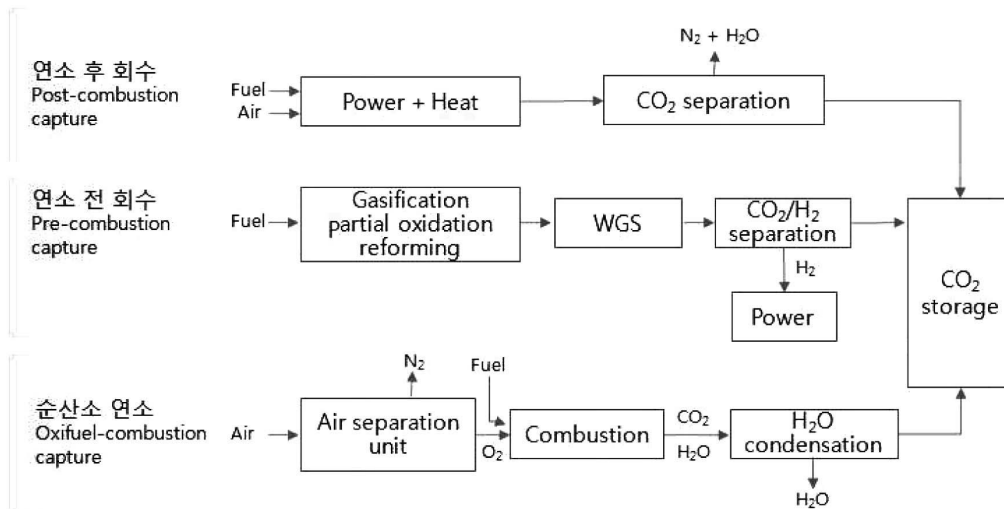 연소 후 회수
Post-combustion
capture
Fuel
Air
Power + Heat
CO₂ separation
N₂ + H₂O
연소 전 회수
Pre-combustion
capture
Fuel
Gasification
partial oxidation
reforming
WGS
CO₂/H₂
separation
H₂
Power
CO₂
storage
순산소 연소
Oxifuel-combustion
capture
Air
Air separation
unit
N₂
O₂
Fuel
Combustion
CO₂
H₂O
H₂O
condensation
H₂O